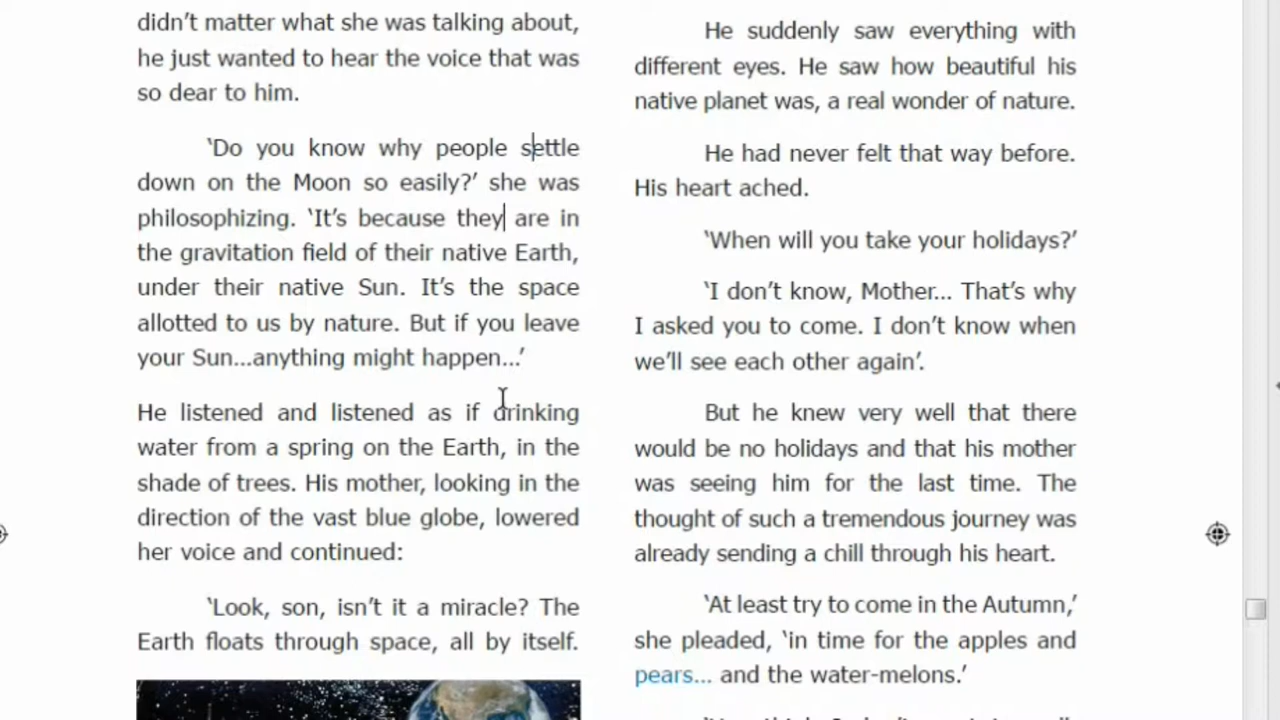 didn't matter what she was talking about,
he just wanted to hear the voice that was
so dear to him.
‘Do you know why people settle
down on the Moon so easily?’ she was
philosophizing. ‘It’s because they are in
the gravitation field of their native Earth,
under their native Sun. It’s the space
allotted to us by nature. But if you leave
your Sun...anything might happen...’
He listened and listened as if drinking
water from a spring on the Earth, in the
shade of trees. His mother, looking in the
direction of the vast blue globe, lowered
her voice and continued:
‘Look, son, isn’t it a miracle? The
Earth floats through space, all by itself.
He suddenly saw everything with
different eyes. He saw how beautiful his
native planet was, a real wonder of nature.
He had never felt that way before.
His heart ached.
‘When will you take your holidays?’
‘I don’t know, Mother... That’s why
I asked you to come. I don’t know when
we’ll see each other again’.
But he knew very well that there
would be no holidays and that his mother
was seeing him for the last time. The
thought of such a tremendous journey was
already sending a chill through his heart.
‘At least try to come in the Autumn,’
she pleaded, ‘in time for the apples and
pears... and the water-melons.’